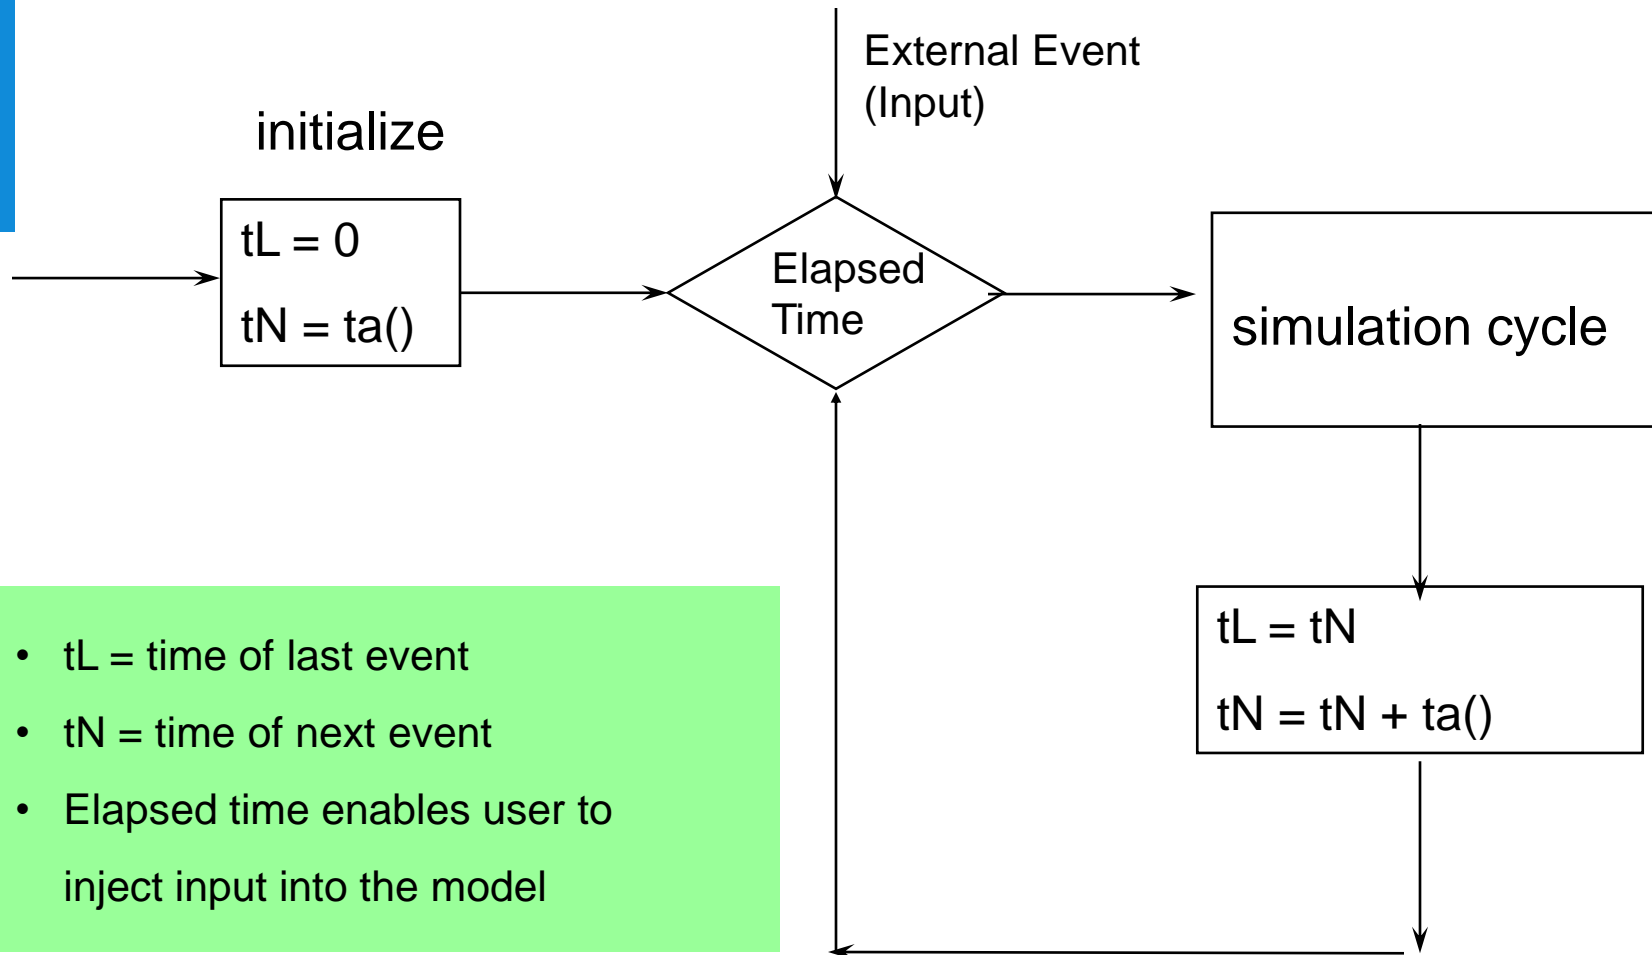 External Event
(Input)
initialize
tL = 0
tN = ta()
Elapsed
Time
simulation cycle
tL = tN
tN = tN + ta()
• tL = time of last event
• tN = time of next event
• Elapsed time enables user to
inject input into the model